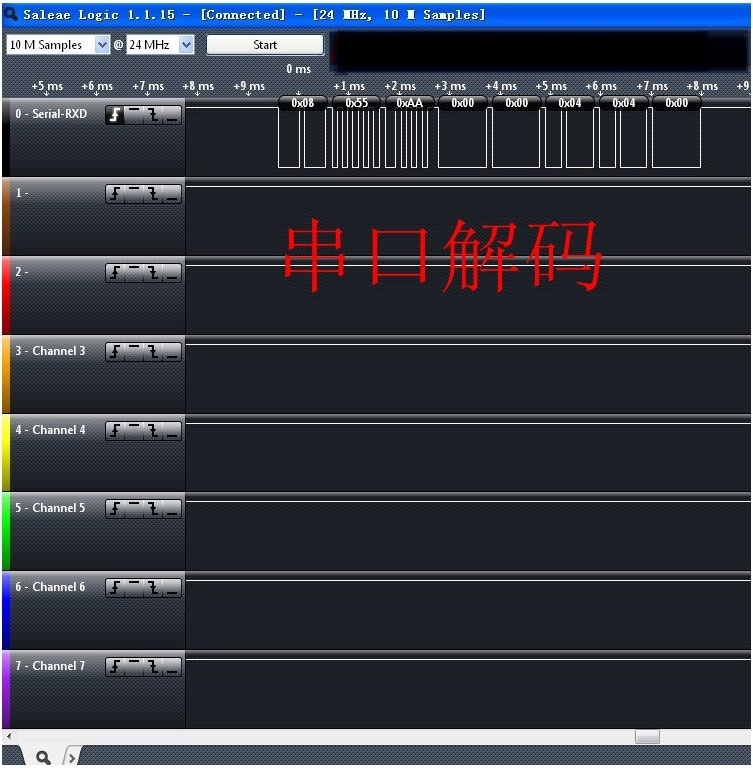 Saleae Logic 1.1.15 - [Connected] - [24 MHz, 10 M Samples]
10 M Samples @ 24 MHz Start
0 ms
+5 ms +6 ms +7 ms +8 ms +9 ms +1 ms +2 ms +3 ms +4 ms +5 ms +6 ms +7 ms +8 ms +9
0x08 0x55 0xAA 0x00 0x00 0x04 0x04 0x00
0 - Serial-RXD
1 -
串口解码
2 -
3 - Channel 3
4 - Channel 4
5 - Channel 5
6 - Channel 6
7 - Channel 7